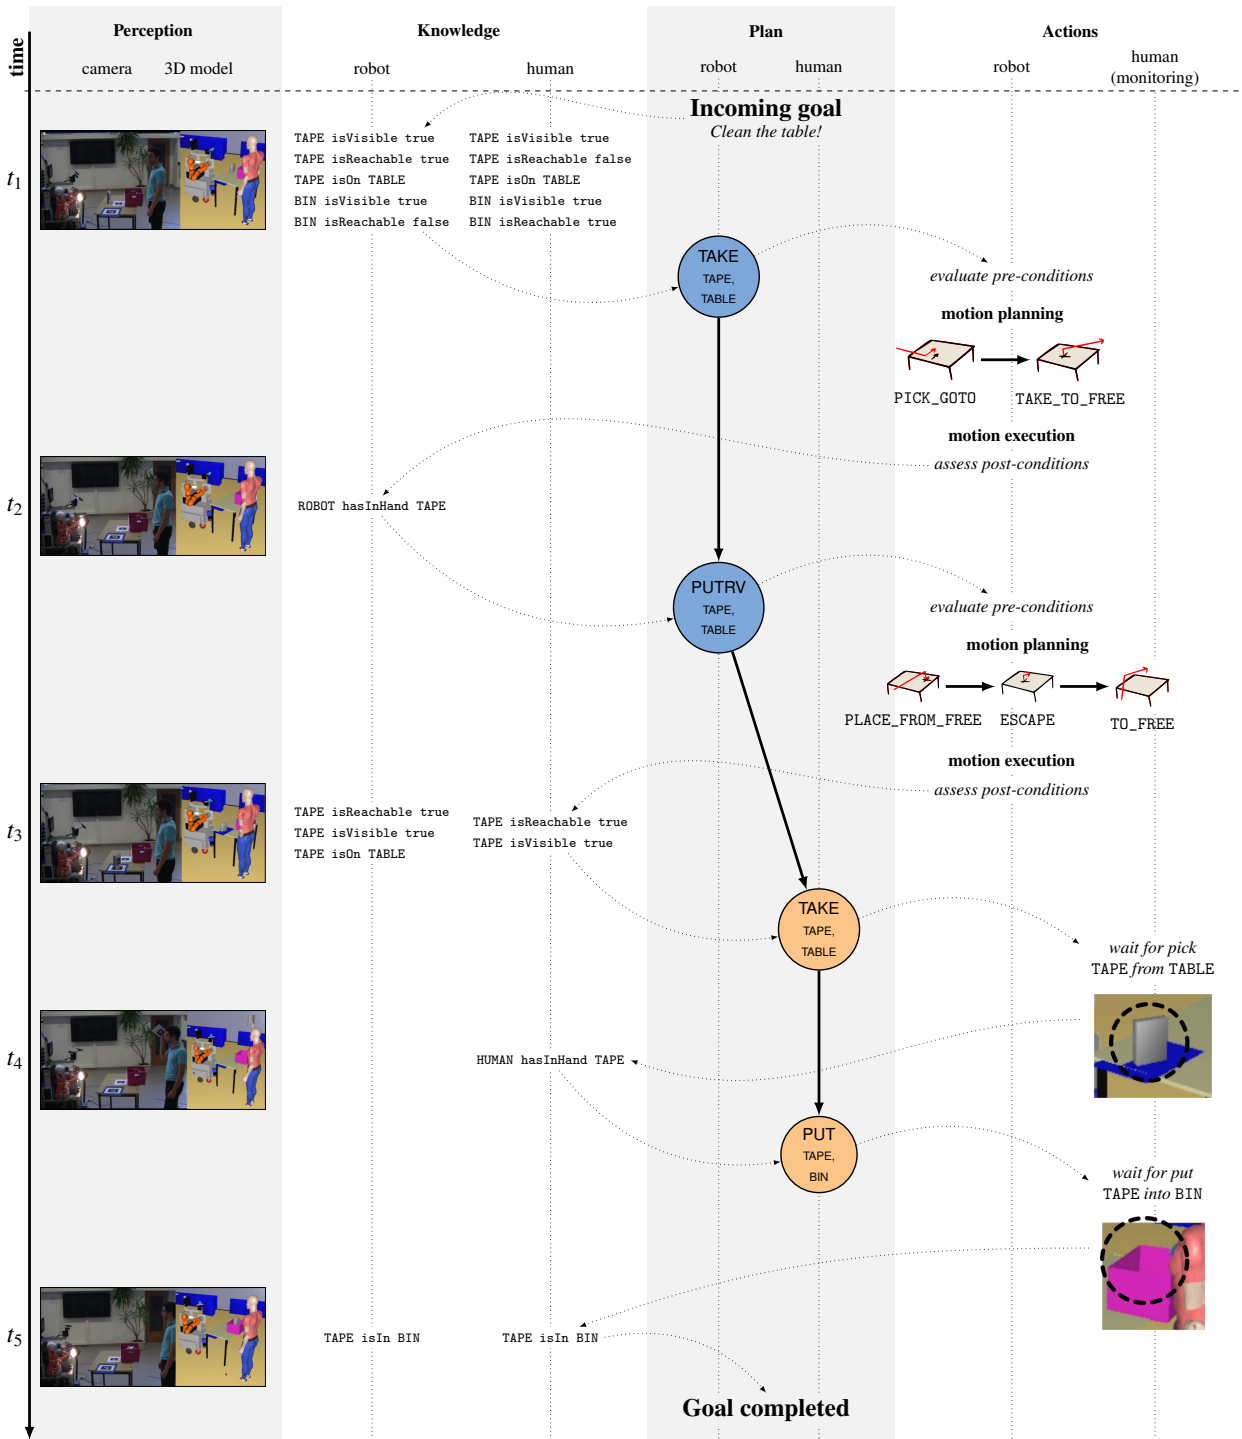 Perception
Knowledge
Plan
Actions
time
camera
3D model
robot
human
robot
human
robot
human
(monitoring)
Incoming goal
Clean the table!
t1
TAPE isVisible true
TAPE isReachable true
TAPE isOn TABLE
BIN isVisible true
BIN isReachable false
TAPE isVisible true
TAPE isReachable false
TAPE isOn TABLE
BIN isVisible true
BIN isReachable true
TAKE
TAPE,
TABLE
evaluate pre-conditions
motion planning
PICK_GOTO
TAKE_TO_FREE
motion execution
assess post-conditions
t2
ROBOT hasInHand TAPE
PUTRV
TAPE,
TABLE
evaluate pre-conditions
motion planning
PLACE_FROM_FREE
ESCAPE
TO_FREE
motion execution
assess post-conditions
t3
TAPE isReachable true
TAPE isVisible true
TAPE isOn TABLE
TAPE isReachable true
TAPE isVisible true
TAKE
TAPE,
TABLE
wait for pick
TAPE from TABLE
t4
HUMAN hasInHand TAPE
PUT
TAPE,
BIN
wait for put
TAPE into BIN
t5
TAPE isIn BIN
TAPE isIn BIN
Goal completed